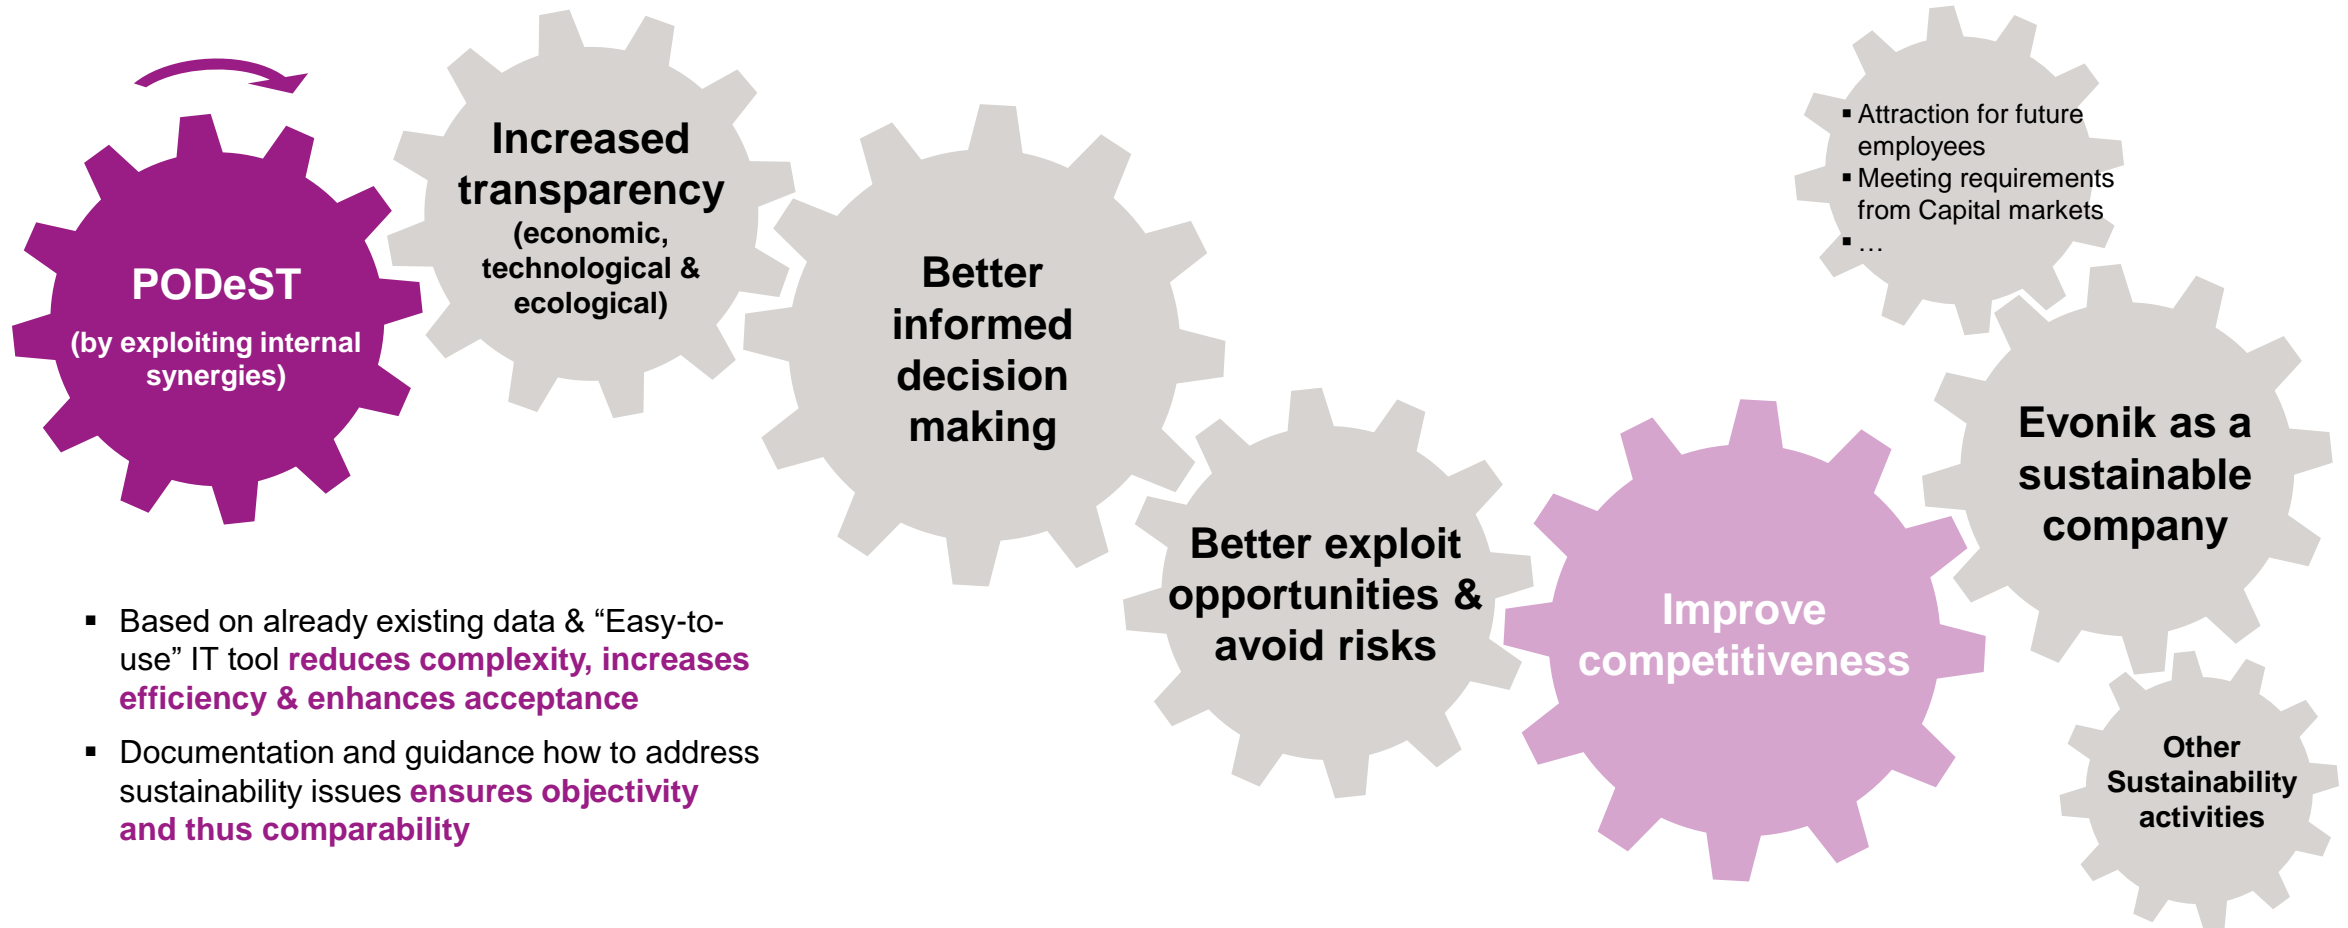 PODeST
(by exploiting internal
synergies)
Increased
transparency
(economic,
technological &
ecological)
Better
informed
decision
making
Better exploit
opportunities &
avoid risks
Improve
competitiveness
▪ Attraction for future
employees
▪ Meeting requirements
from Capital markets
▪ …
Evonik as a
sustainable
company
Other
Sustainability
activities
▪ Based on already existing data & “Easy-to-
use” IT tool reduces complexity, increases
efficiency & enhances acceptance
▪ Documentation and guidance how to address
sustainability issues ensures objectivity
and thus comparability